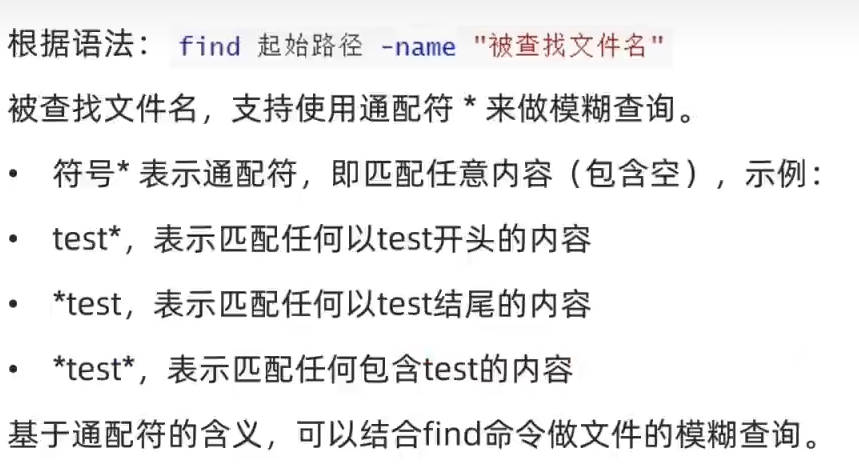 根据语法： find 起始路径 -name "被查找文件名"
被查找文件名，支持使用通配符 * 来做模糊查询。
• 符号* 表示通配符，即匹配任意内容（包含空），示例：
• test*，表示匹配任何以test开头的内容
• *test，表示匹配任何以test结尾的内容
• *test*，表示匹配任何包含test的内容
基于通配符的含义，可以结合find命令做文件的模糊查询。